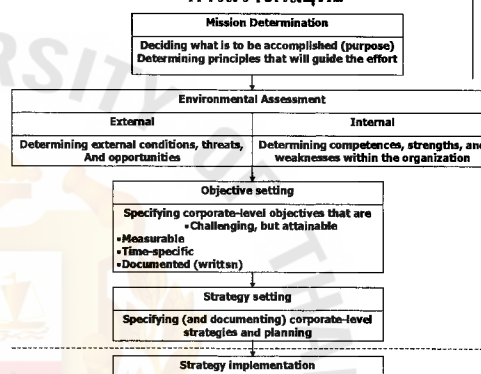 Mission Determination
Deciding what is to be accomplished (purpose)
Determining principles that will guide the effort
Environmental Assessment
External
Internal
Determining external conditions, threats,
And opportunities
Determining competences, strengths, and
weaknesses within the organization
Objective setting
Specifying corporate-level objectives that are
•Challenging, but attainable
•Measurable
•Time-specific
•Documented (writtsn)
Strategy setting
Specifying (and documenting) corporate-level
strategies and planning
Strategy implementation